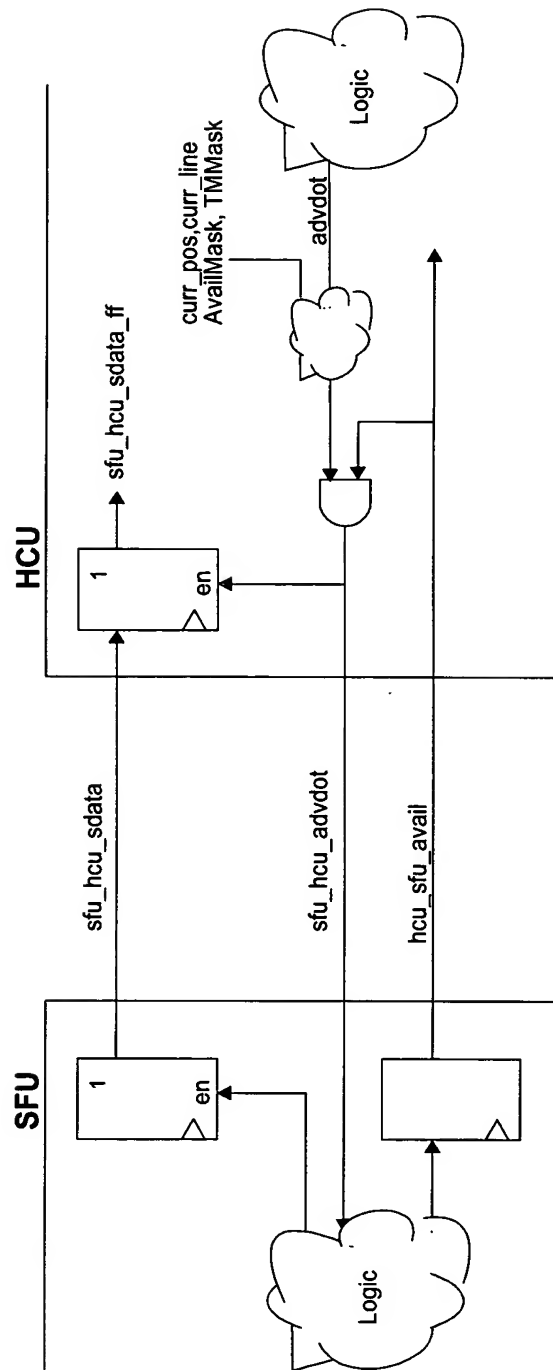 SFU
HCU
1
en
sfu_hcu_sdata
1
en
sfu_hcu_sdata_ff
curr_pos,curr_line
AvailMask, TMMask
advdot
Logic
sfu_hcu_advdot
hcu_sfu_avail
Logic